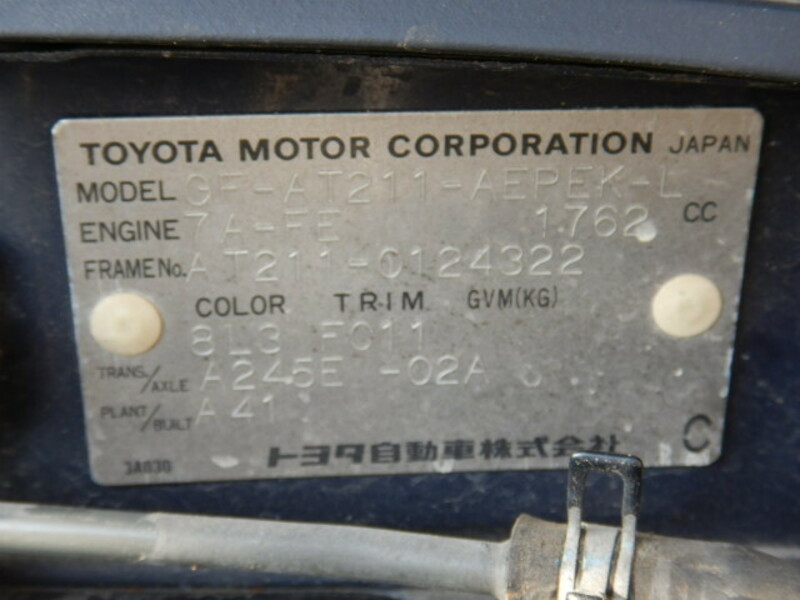 TOYOTA MOTOR CORPORATION JAPAN
MODEL GF-AT211-AEPEK-L
ENGINE 7A-FE 1.762 CC
FRAME No. AT211-0124322
COLOR TRIM GVM(KG)
8L3 FC11
TRANS./AXLE A245E -02A
PLANT/BUILT A41
C
3A030 トヨタ自動車株式会社